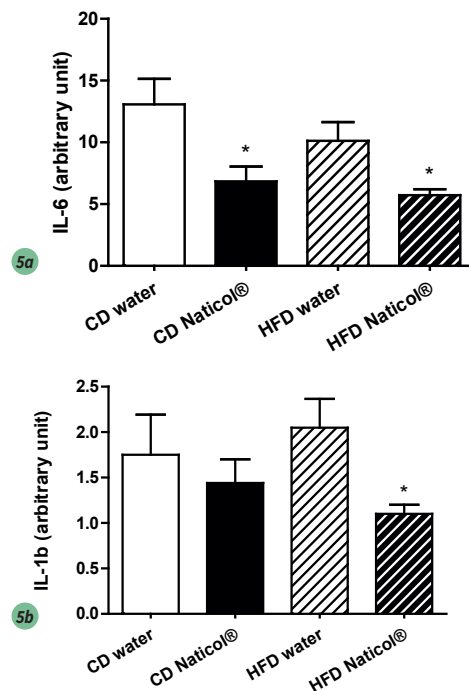 IL-6 (arbitrary unit)
20
15
10
5
0
*
*
CD water
CD Naticol®
HFD water
HFD Naticol®
5a
IL-1b (arbitrary unit)
2.5
2.0
1.5
1.0
0.5
0.0
*
CD water
CD Naticol®
HFD water
HFD Naticol®
5b